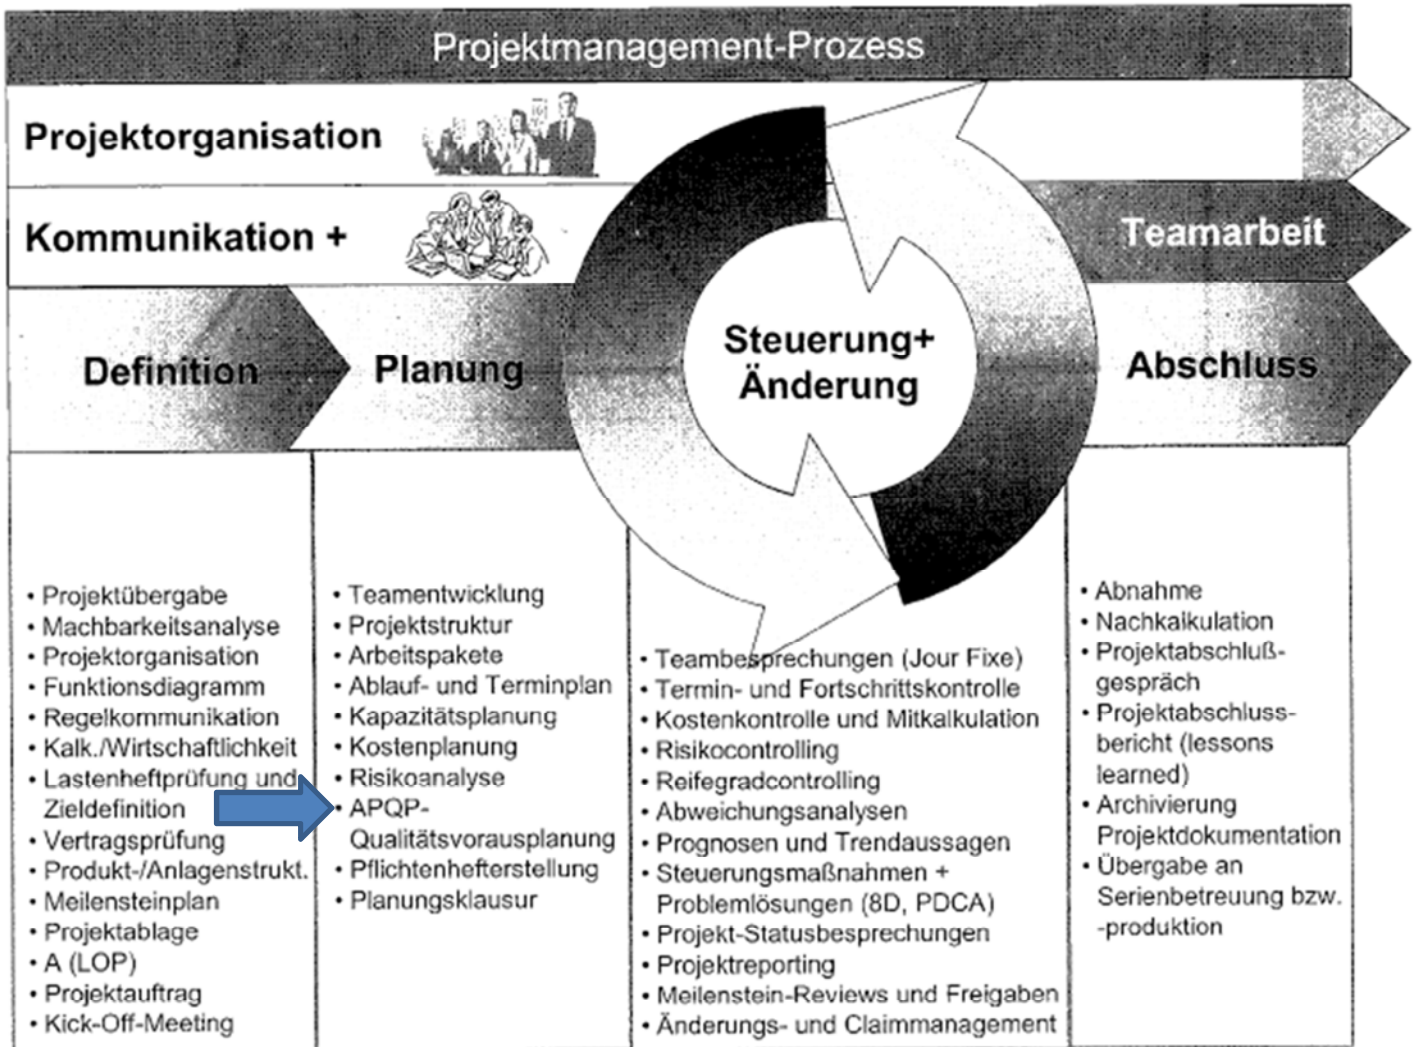 Projektmanagement-Prozess
Projektorganisation
Kommunikation +
Teamarbeit
Definition
Planung
Steuerung+
Änderung
Abschluss
• Projektübergabe
• Machbarkeitsanalyse
• Projektorganisation
• Funktionsdiagramm
• Regelkommunikation
• Kalk./Wirtschaftlichkeit
• Lastenheftprüfung und
Zieldefinition
• Vertragsprüfung
• Produkt-/Anlagenstrukt.
• Meilensteinplan
• Projektablage
• A (LOP)
• Projektauftrag
• Kick-Off-Meeting
• Teamentwicklung
• Projektstruktur
• Arbeitspakete
• Ablauf- und Terminplan
• Kapazitätsplanung
• Kostenplanung
• Risikoanalyse
• APQP-
Qualitätsvorausplanung
• Pflichtenhefterstellung
• Planungsklausur
• Teambesprechungen (Jour Fixe)
• Termin- und Fortschrittskontrolle
• Kostenkontrolle und Mitkalkulation
• Risikocontrolling
• Reifegradcontrolling
• Abweichungsanalysen
• Prognosen und Trendaussagen
• Steuerungsmaßnahmen +
Problemlösungen (8D, PDCA)
• Projekt-Statusbesprechungen
• Projektreporting
• Meilenstein-Reviews und Freigaben
• Änderungs- und Claimmanagement
• Abnahme
• Nachkalkulation
• Projektabschluß-
gespräch
• Projektabschluss-
bericht (lessons
learned)
• Archivierung
Projektdokumentation
• Übergabe an
Serienbetreuung bzw.
-produktion